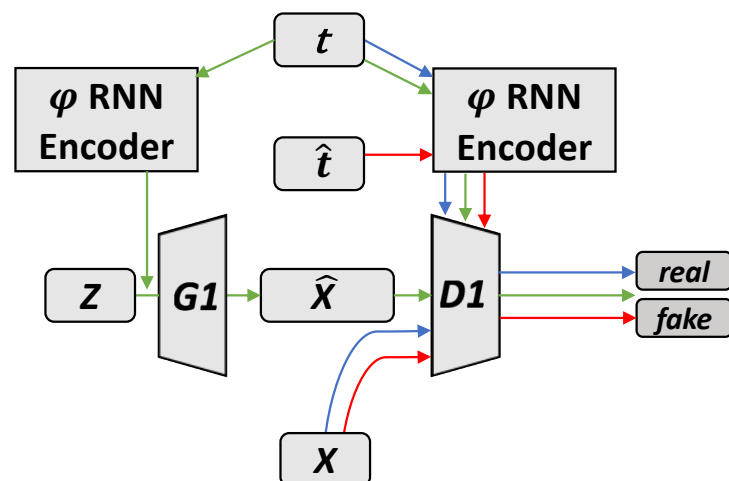 t
φ RNN
Encoder
φ RNN
Encoder
t̂
Z
G1
X̂
D1
real
fake
X